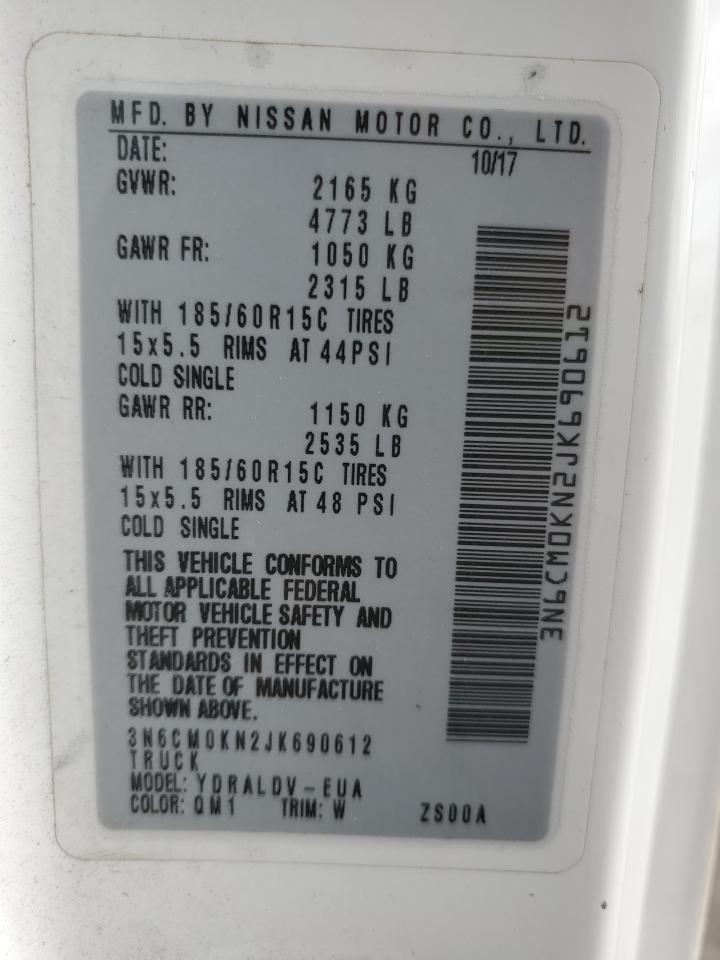 MFD. BY NISSAN MOTOR CO., LTD.
DATE: 10/17
GVWR: 2165 KG
4773 LB
GAWR FR: 1050 KG
2315 LB
WITH 185/60R15C TIRES
15x5.5 RIMS AT 44PSI
COLD SINGLE
GAWR RR: 1150 KG
2535 LB
WITH 185/60R15C TIRES
15x5.5 RIMS AT 48 PSI
COLD SINGLE
THIS VEHICLE CONFORMS TO
ALL APPLICABLE FEDERAL
MOTOR VEHICLE SAFETY AND
THEFT PREVENTION
STANDARDS IN EFFECT ON
THE DATE OF MANUFACTURE
SHOWN ABOVE.
3N6CM0KN2JK690612
TRUCK
MODEL: YDRALDV-EUA
COLOR: QM1 TRIM: W ZS00A
3N6CM0KN2JK690612